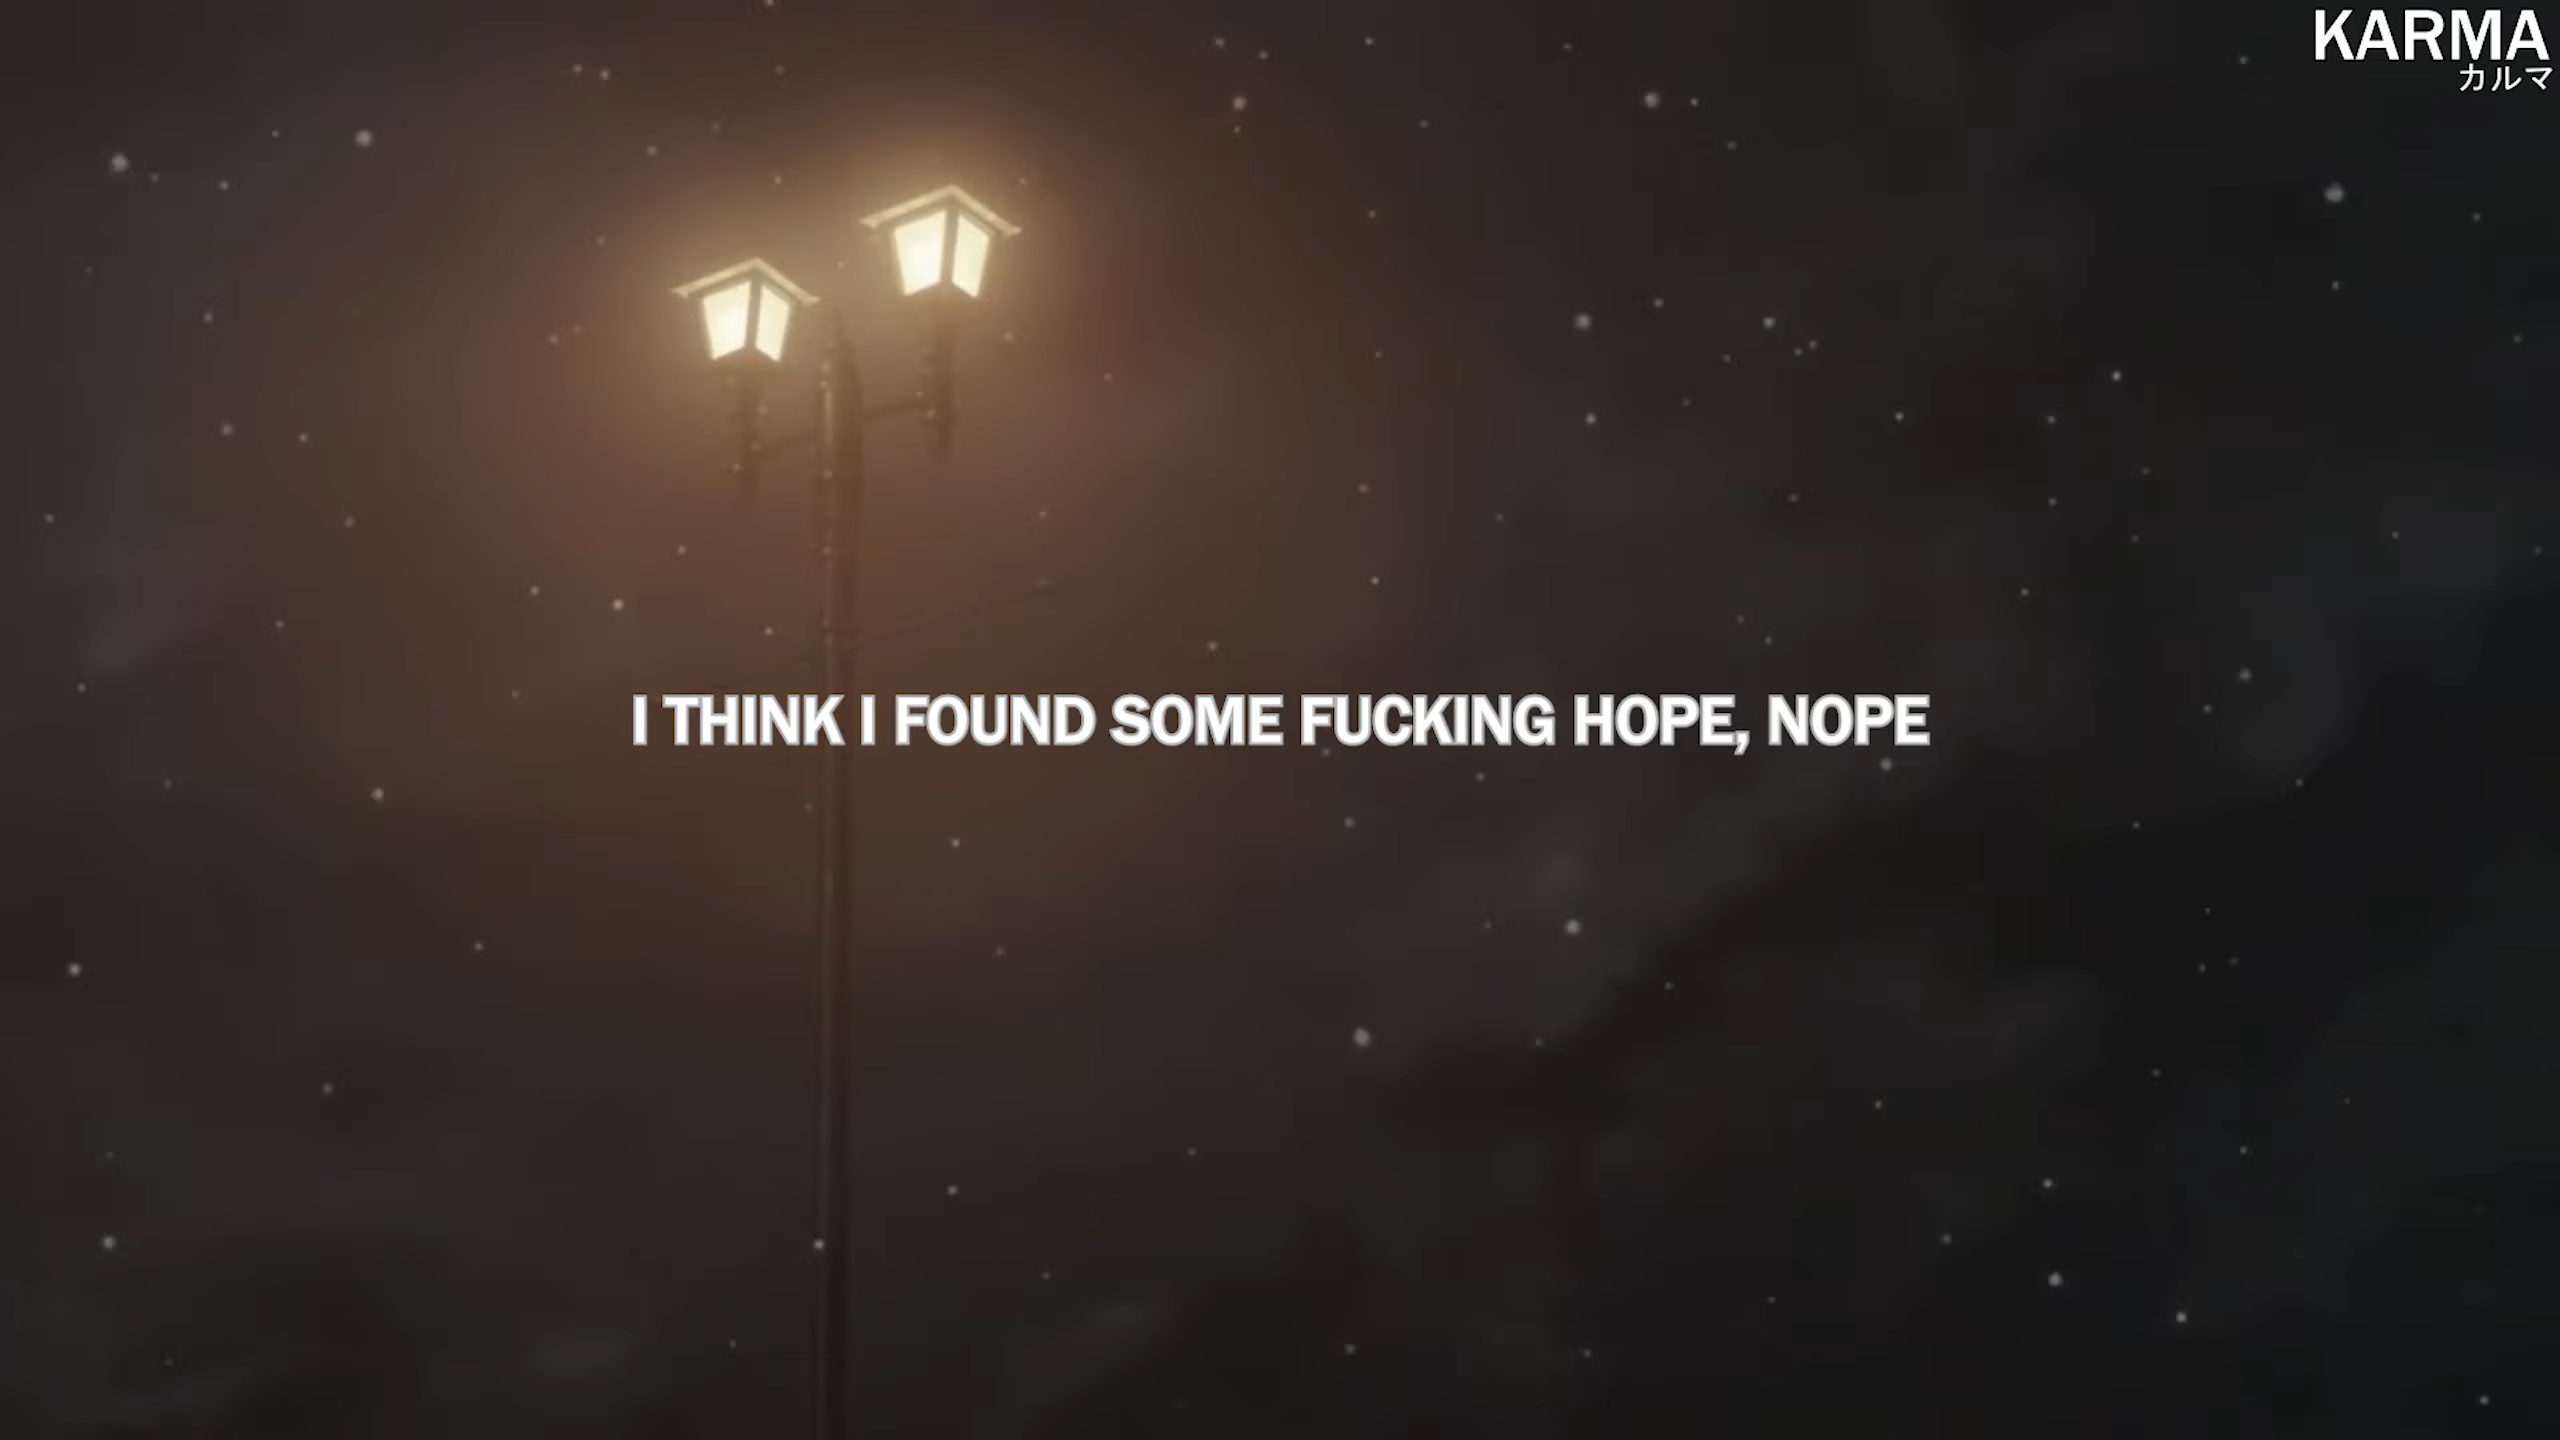 KARMA
カルマ
I THINK I FOUND SOME FUCKING HOPE, NOPE